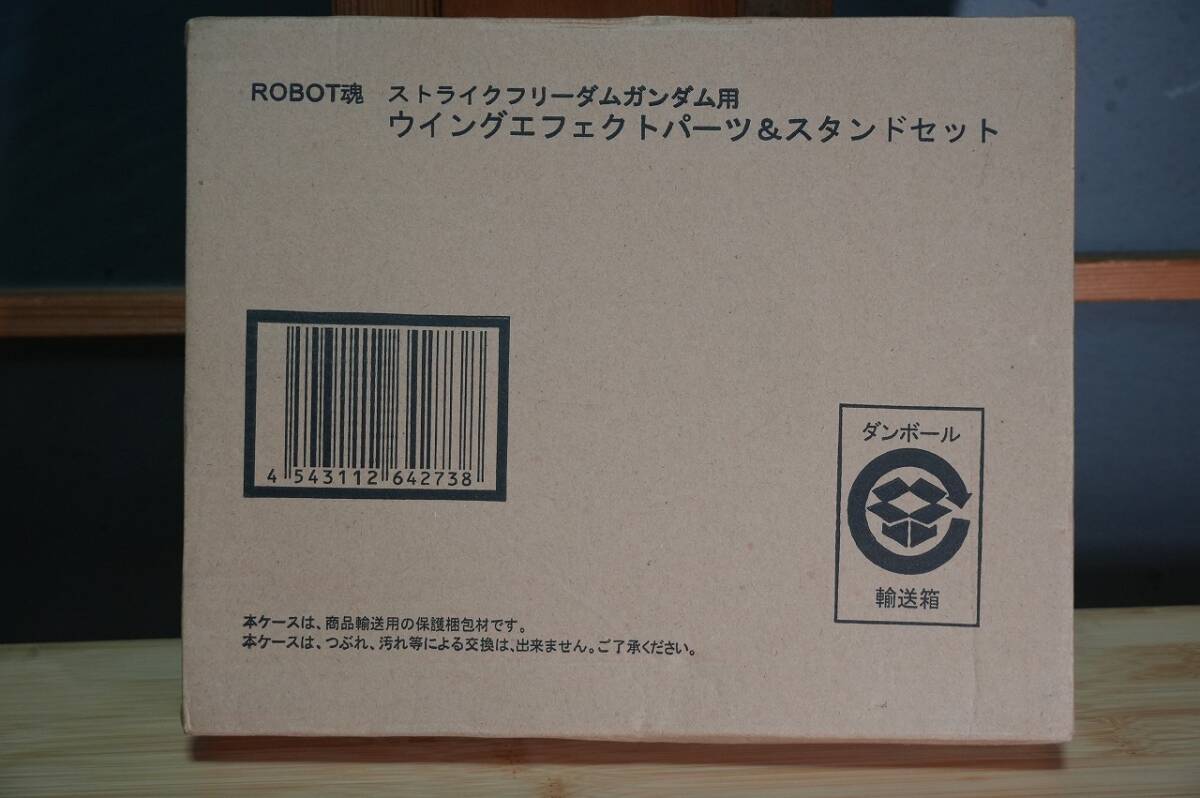 ROBOT魂 ストライクフリーダムガンダム用
ウイングエフェクトパーツ&スタンドセット
4 543112 642738
ダンボール
輸送箱
本ケースは、商品輸送用の保護梱包材です。
本ケースは、つぶれ、汚れ等による交換は、出来ません。ご了承ください。